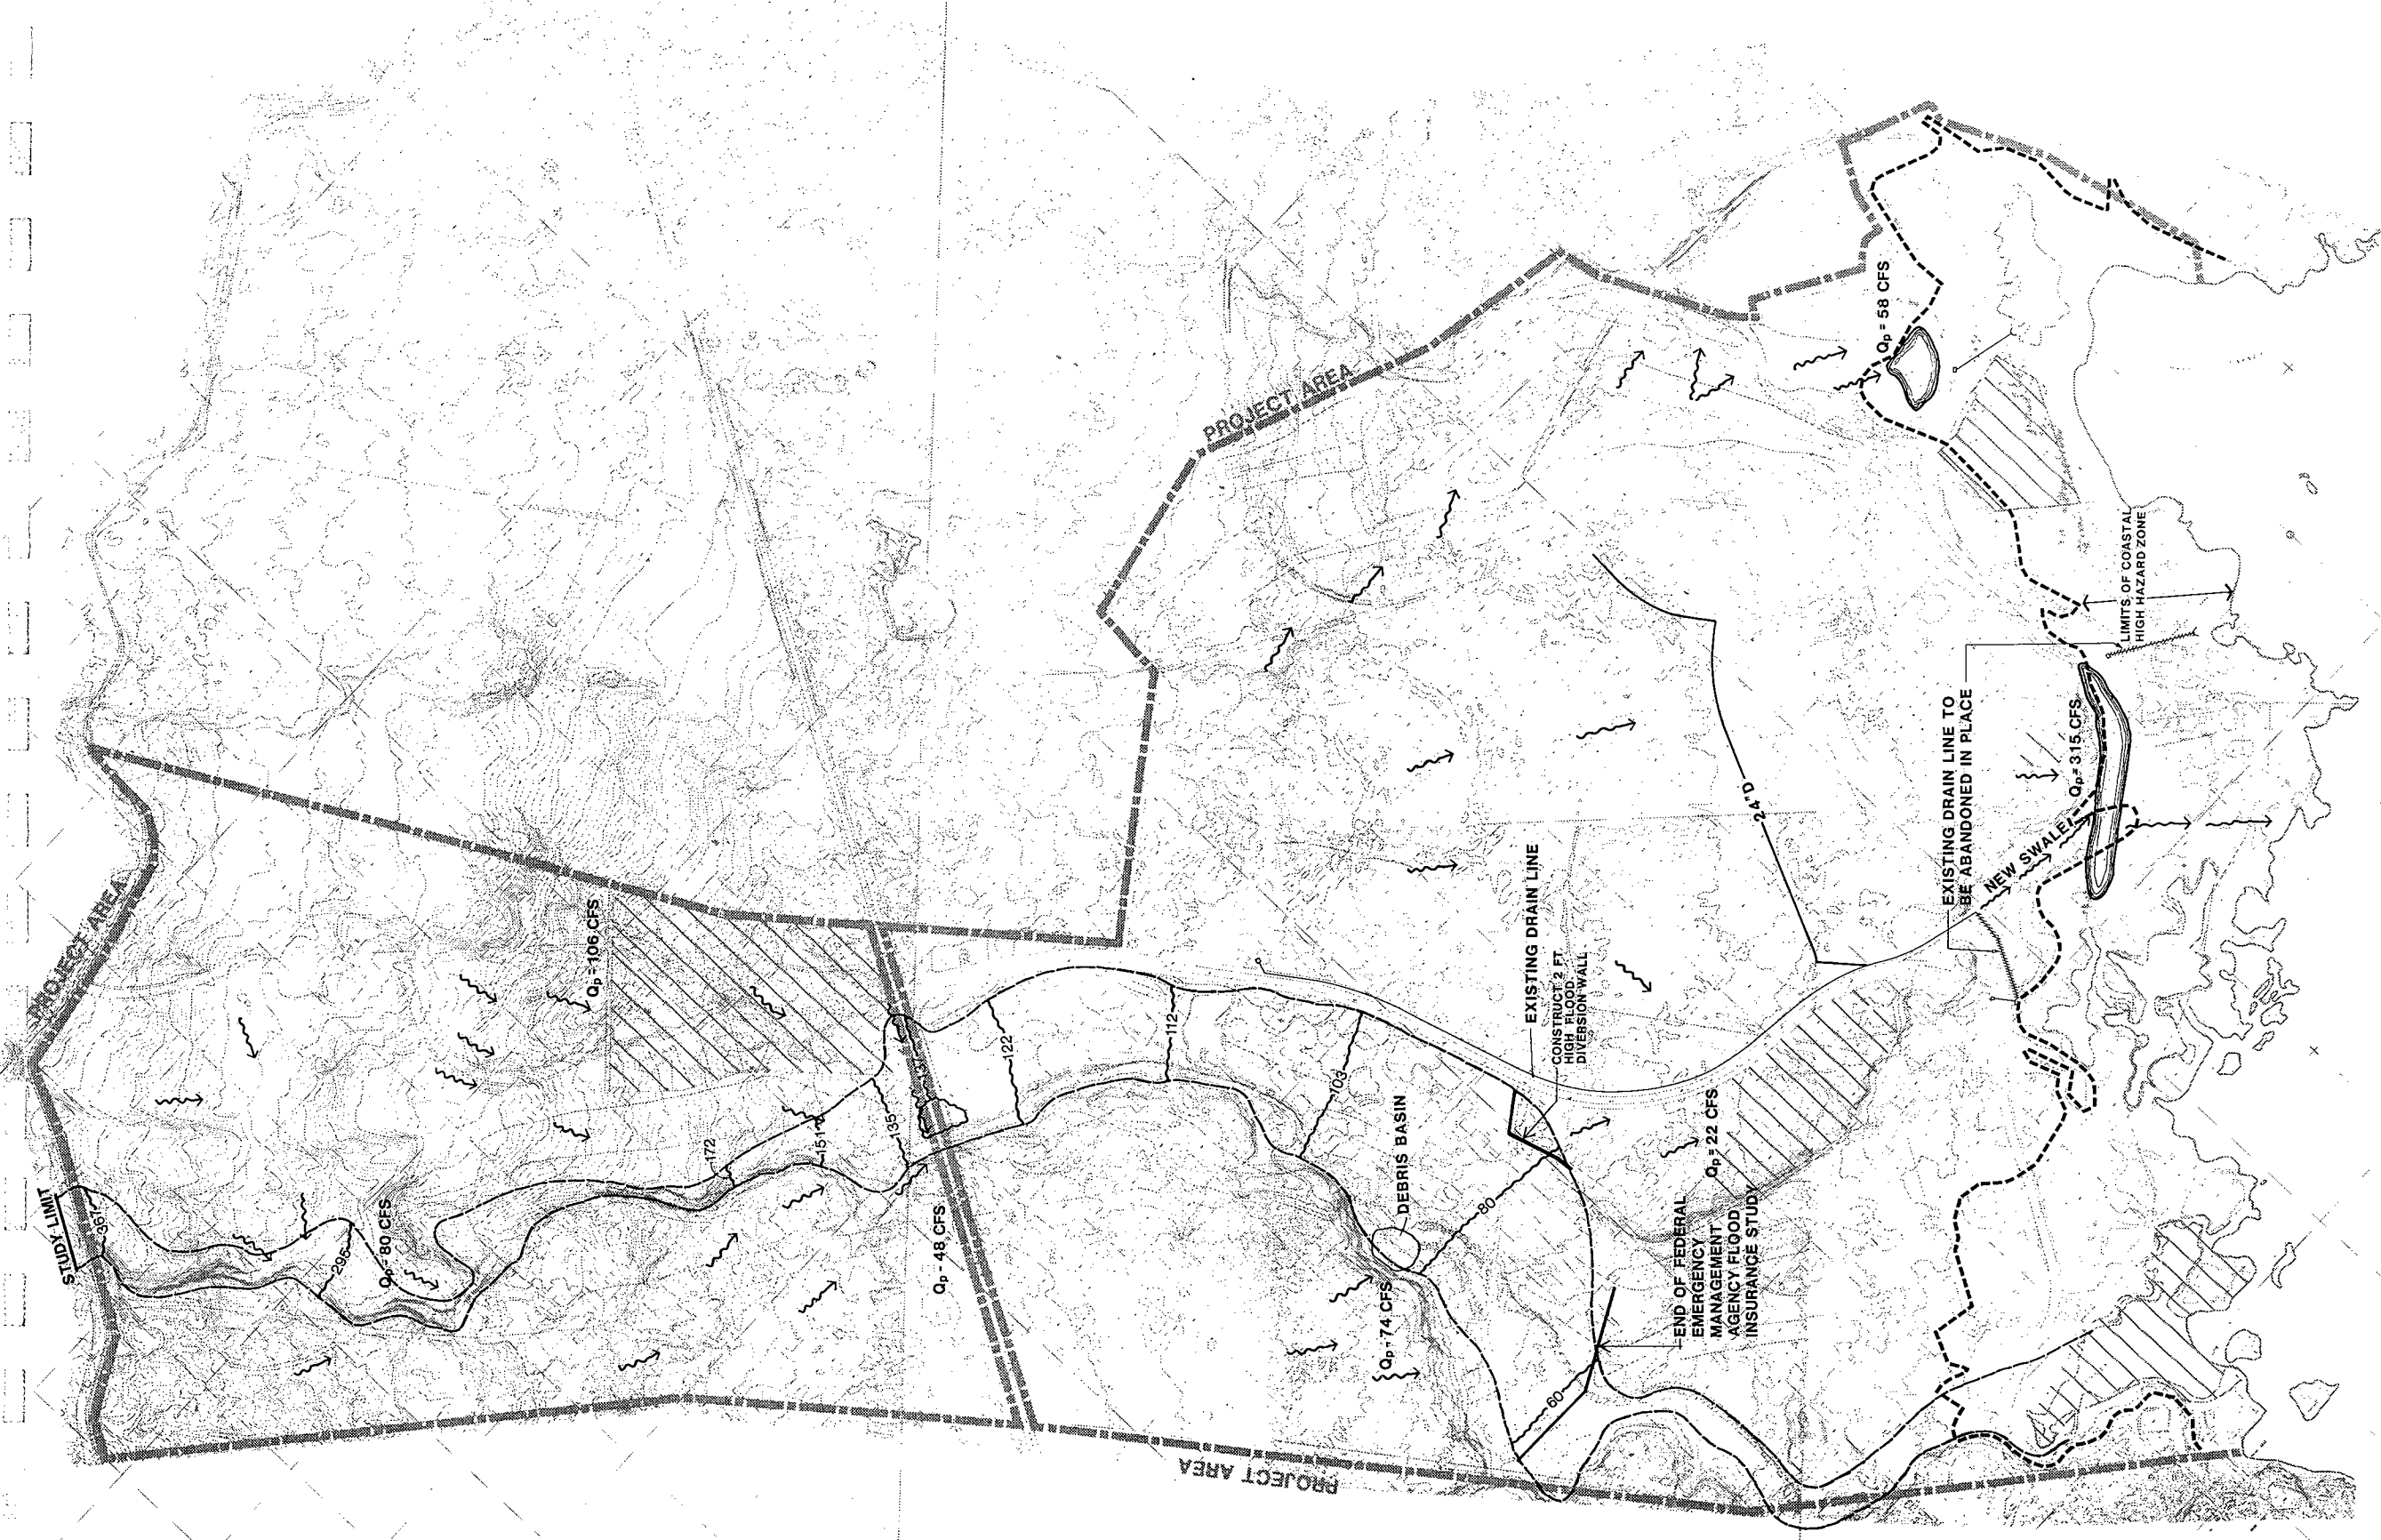 PROJECT AREA
STUDY LIMIT
367
295
Qp = 80 CFS
Qp = 106 CFS
172
151
135
122
Qp = 48 CFS
112
103
PROJECT AREA
Qp = 58 CFS
24"D
EXISTING DRAIN LINE
CONSTRUCT 2 FT
HIGH FLOOD
DIVERSION WALL
DEBRIS BASIN
80
Qp = 74 CFS
Qp = 22 CFS
END OF FEDERAL
EMERGENCY
MANAGEMENT
AGENCY FLOOD
INSURANCE STUDY
60
PROJECT AREA
EXISTING DRAIN LINE TO
BE ABANDONED IN PLACE
NEW SWALE
Qp = 315 CFS
LIMITS OF COASTAL
HIGH HAZARD ZONE